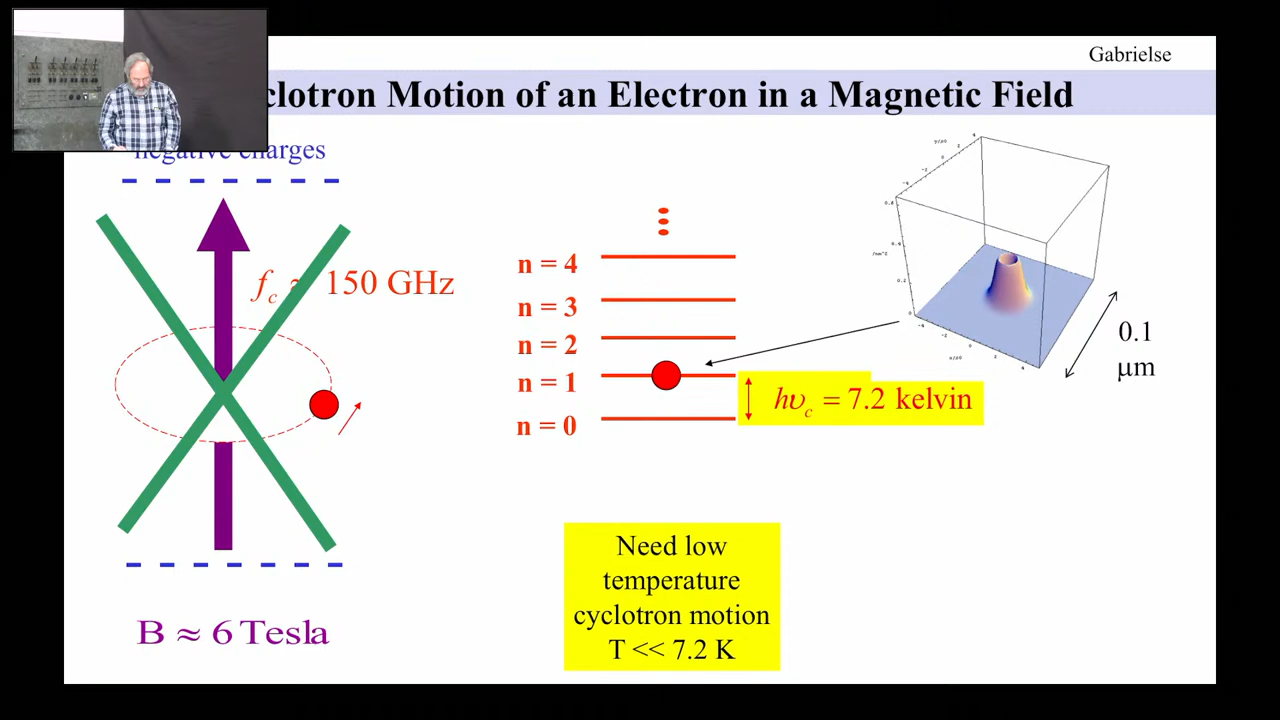 Gabrielse
clotron Motion of an Electron in a Magnetic Field
negative charges
f_c ≈ 150 GHz
n = 4
n = 3
n = 2
n = 1
n = 0
hυ_c = 7.2 kelvin
0.1
μm
Need low
temperature
cyclotron motion
T << 7.2 K
B ≈ 6 Tesla